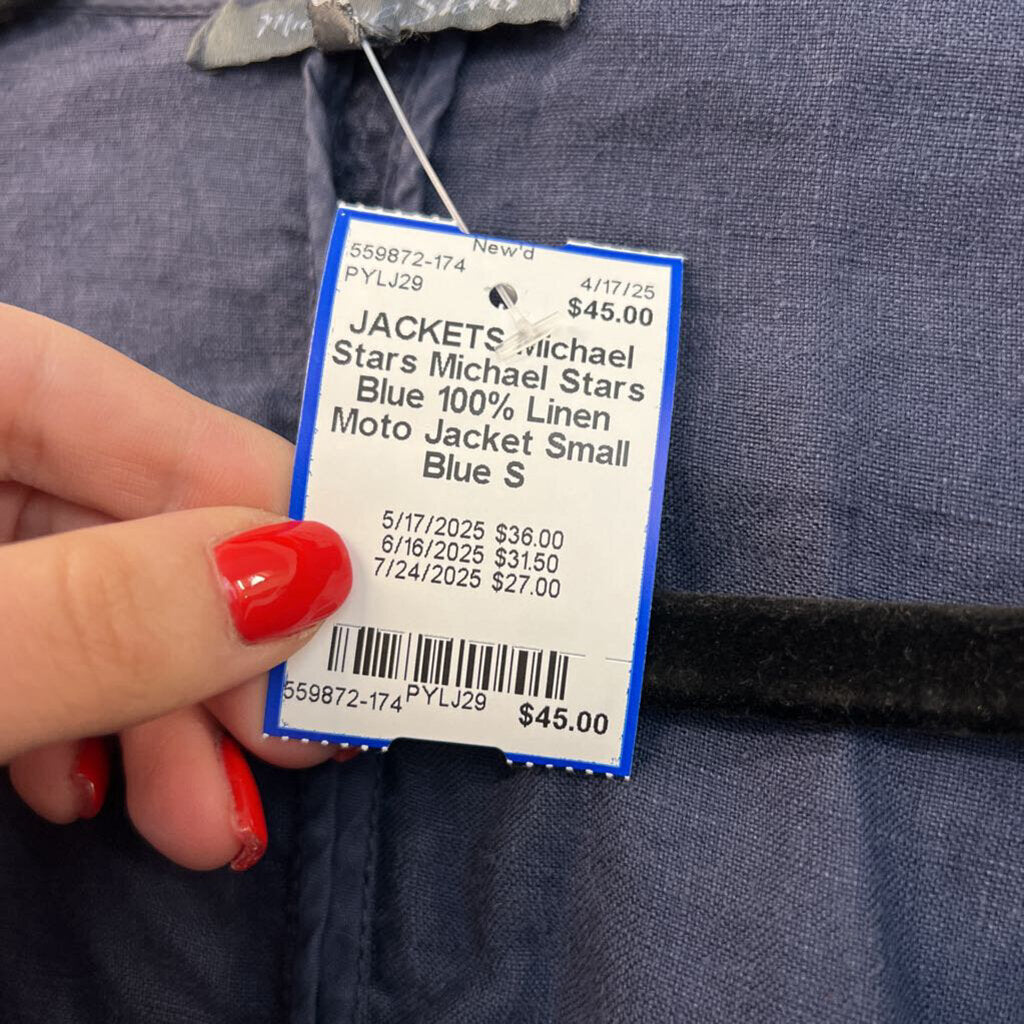 New'd
559872-174
PYLJ29
4/17/25
$45.00
JACKETS Michael
Stars Michael Stars
Blue 100% Linen
Moto Jacket Small
Blue S
5/17/2025 $36.00
6/16/2025 $31.50
7/24/2025 $27.00
559872-174 PYLJ29 $45.00